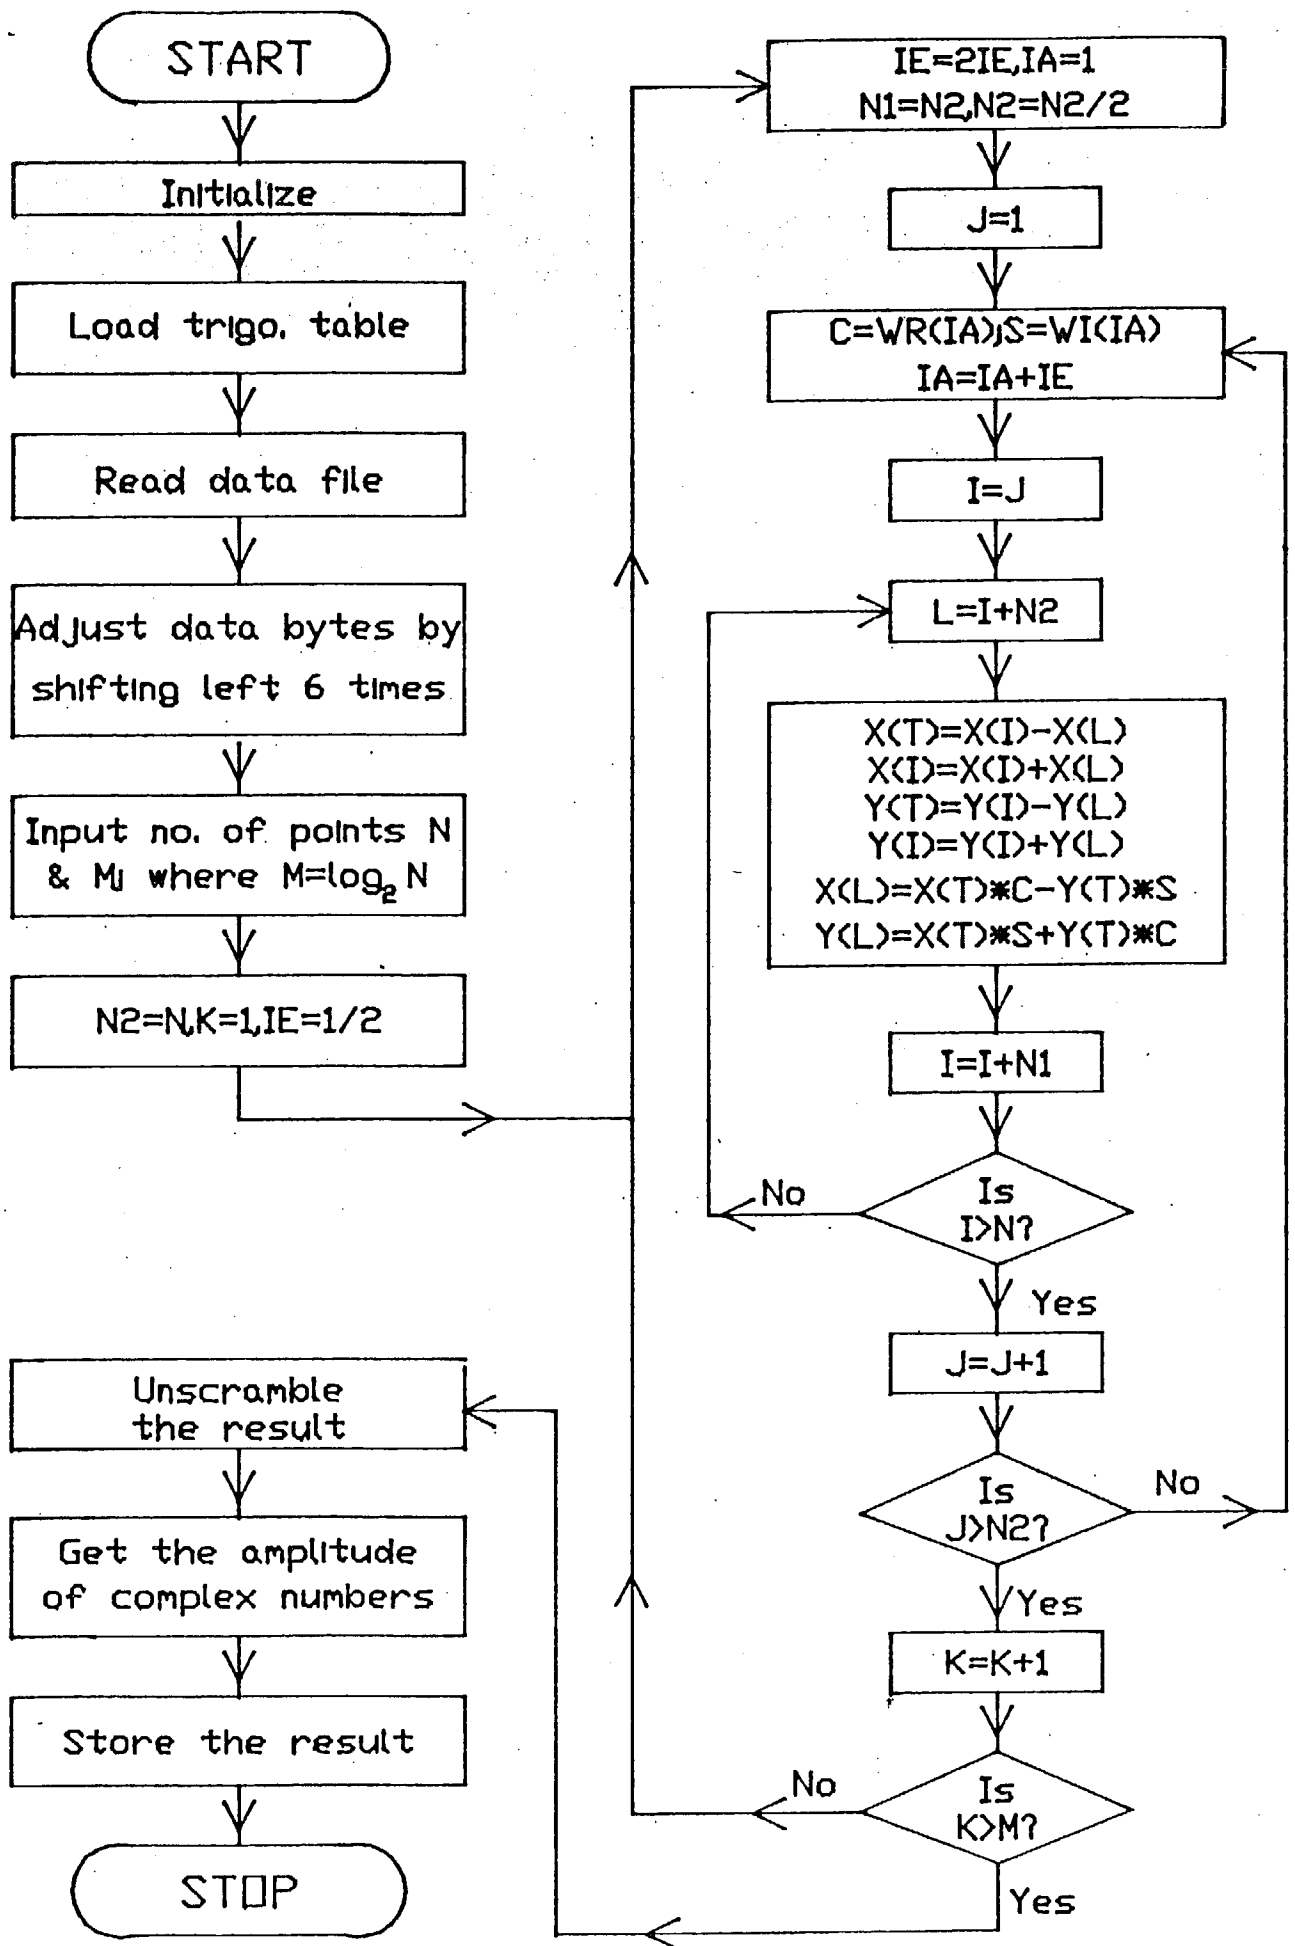 START
Initialize
Load trigo. table
Read data file
Adjust data bytes by
shifting left 6 times
Input no. of points N
& M; where M=log₂ N
N2=N,K=1,IE=1/2
IE=2IE,IA=1
N1=N2,N2=N2/2
J=1
C=WR(IA);S=WI(IA)
IA=IA+IE
I=J
L=I+N2
X(T)=X(I)-X(L)
X(I)=X(I)+X(L)
Y(T)=Y(I)-Y(L)
Y(I)=Y(I)+Y(L)
X(L)=X(T)*C-Y(T)*S
Y(L)=X(T)*S+Y(T)*C
I=I+N1
Is
I>N?
No
Yes
J=J+1
Is
J>N2?
No
Yes
K=K+1
Is
K>M?
No
Yes
Unscramble
the result
Get the amplitude
of complex numbers
Store the result
STOP